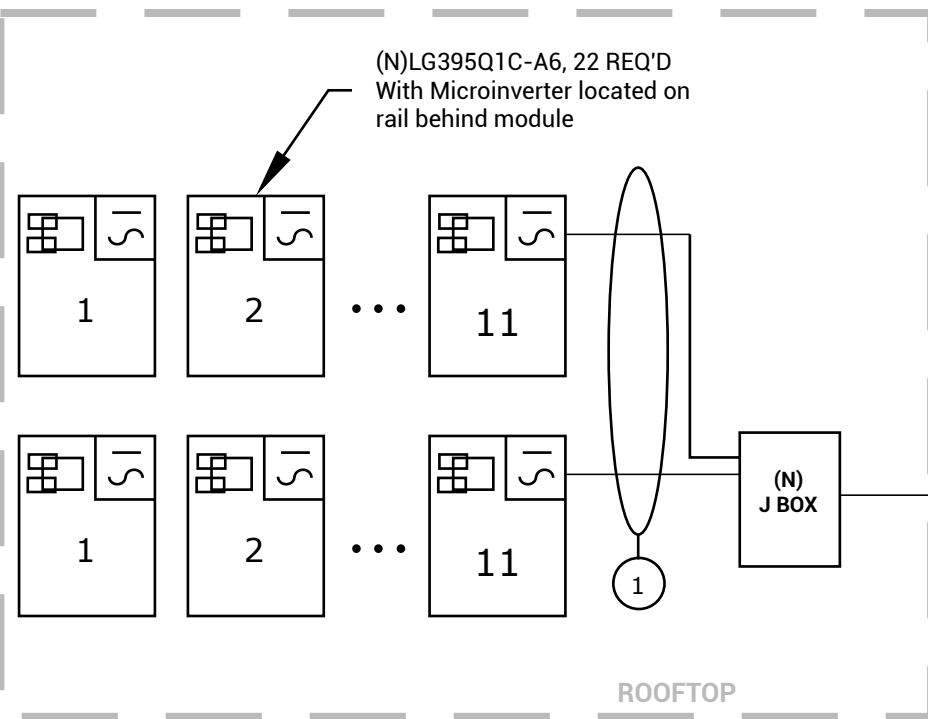 (N)LG395Q1C-A6, 22 REQ'D
With Microinverter located on
rail behind module
1
2
11
1
2
11
(N)
J BOX
1
ROOFTOP